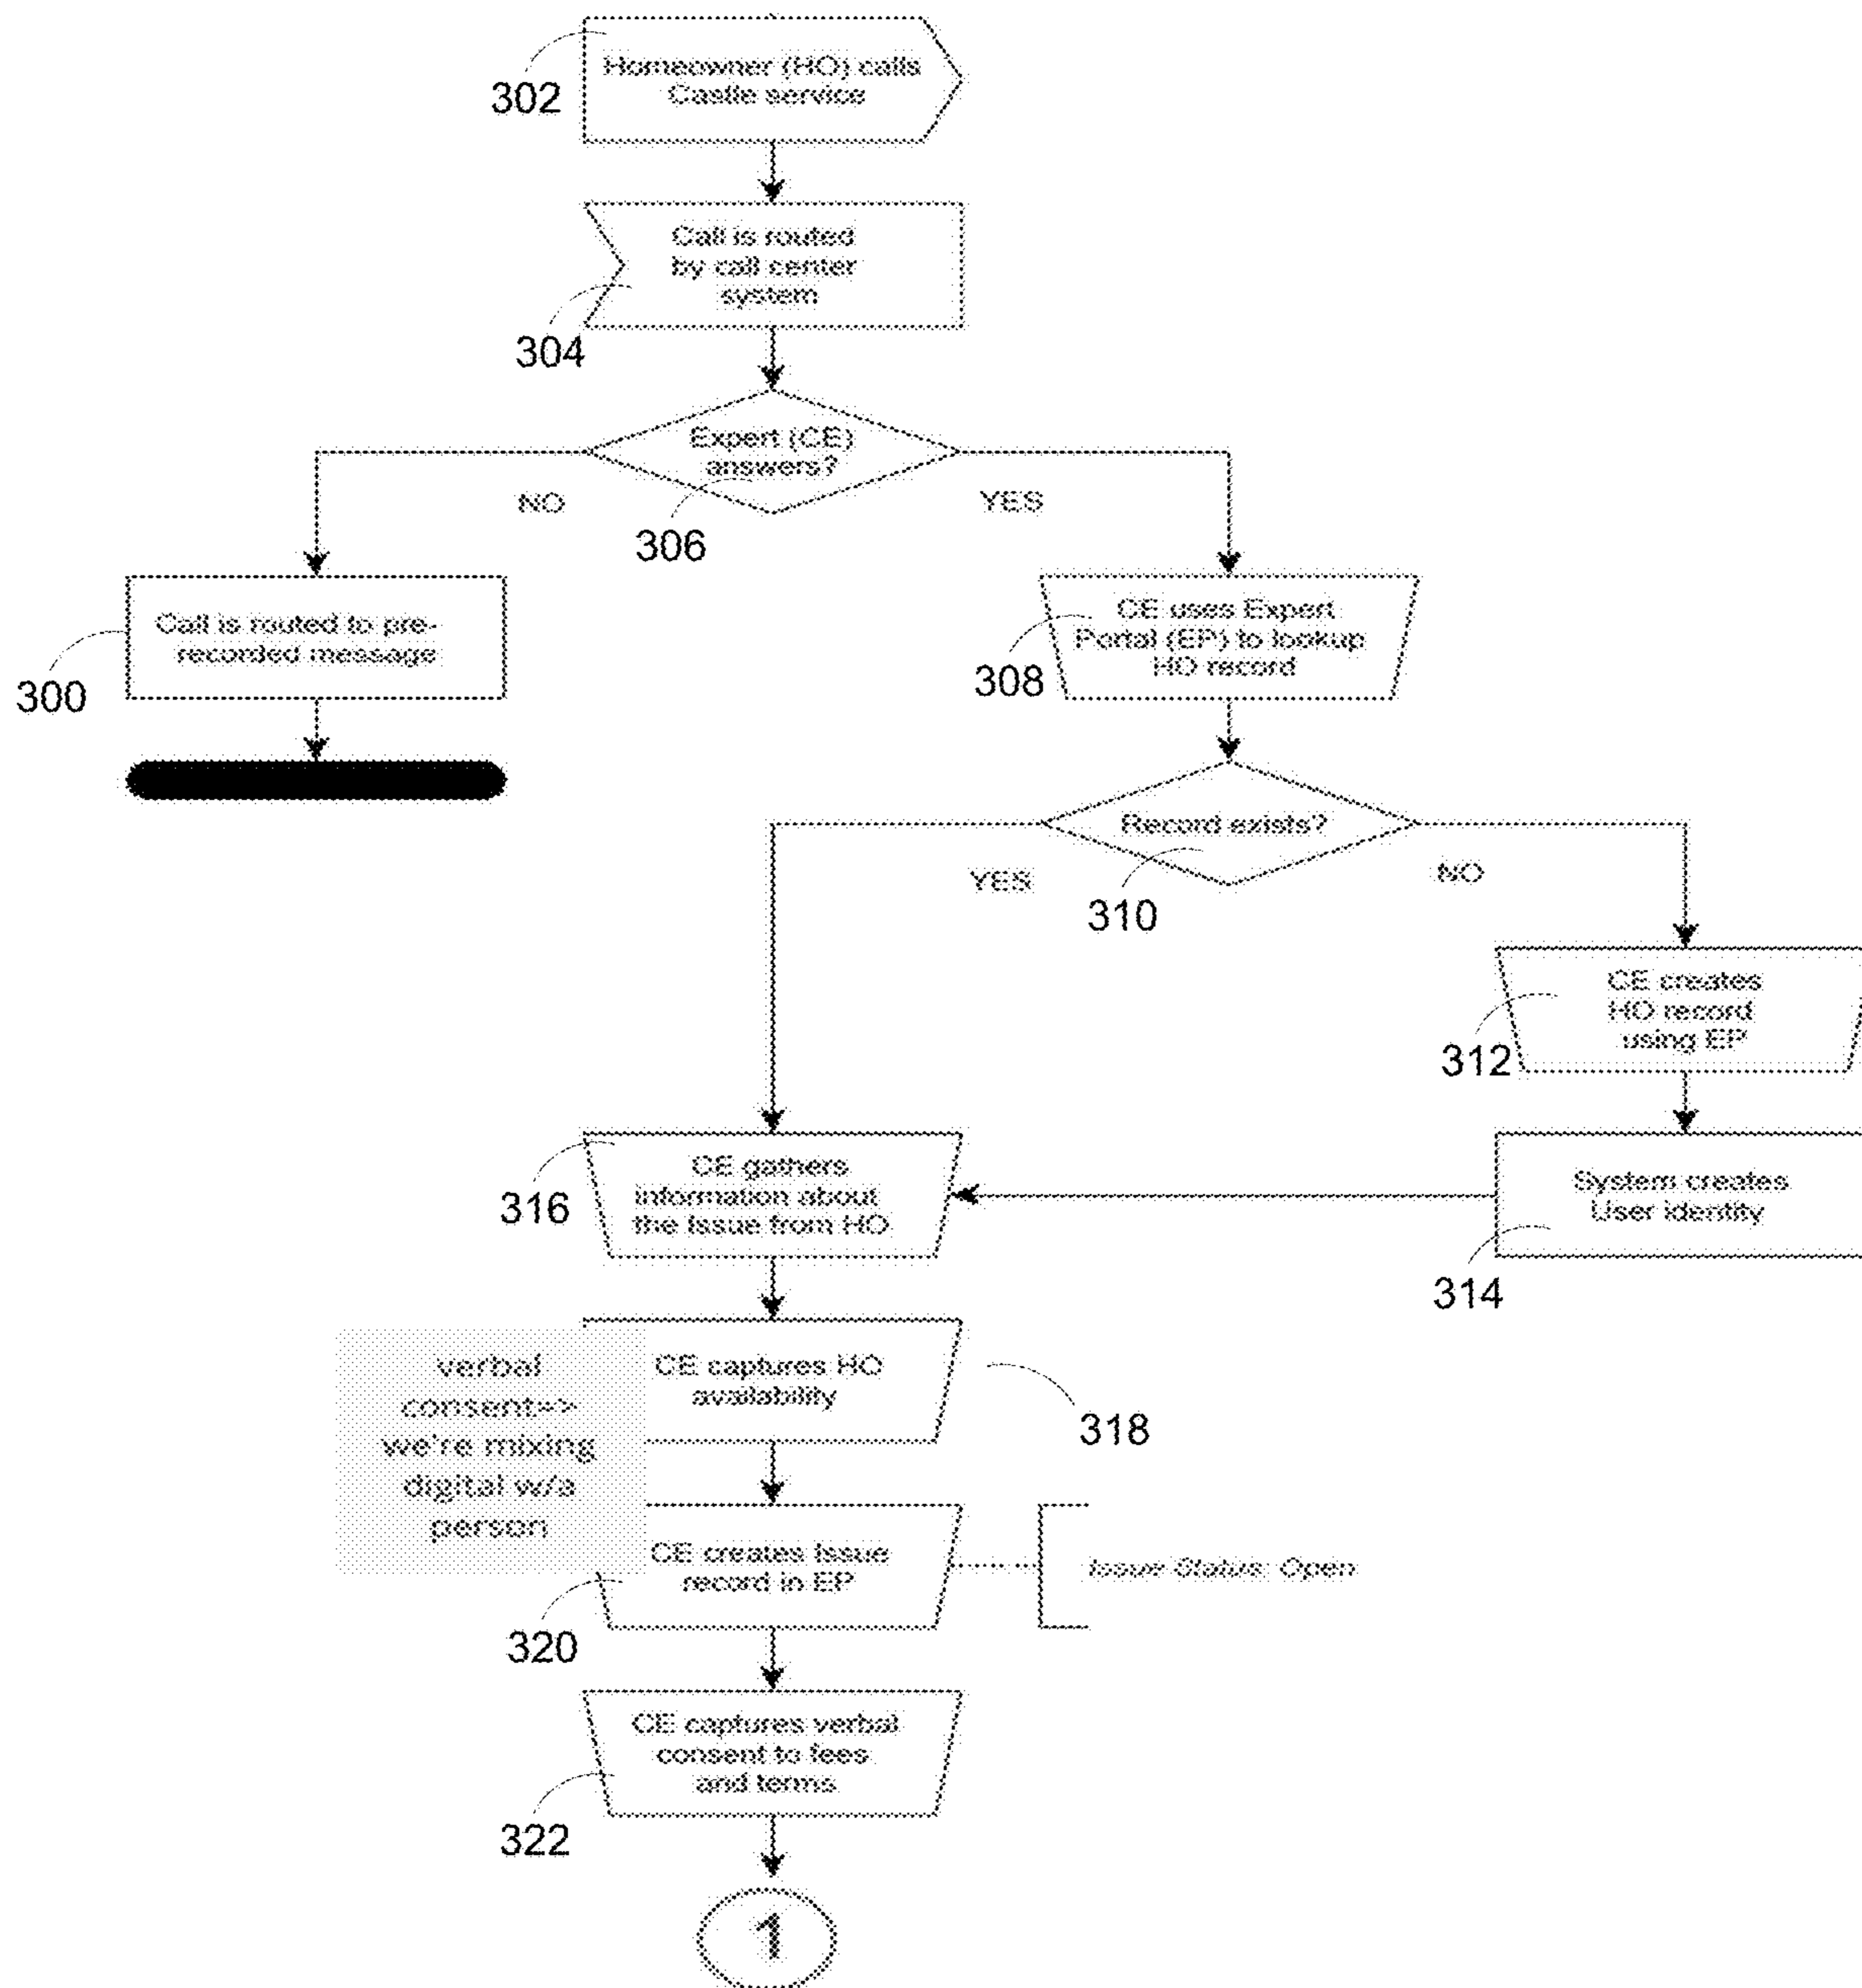 Homeowner (HO) calls
Castle service
302
Call is routed
by call center
system
304
Expert (CE)
answers?
NO
YES
306
Call is routed to pre-
recorded message
300
CE uses Expert
Portal (EP) to lookup
HO record
308
Record exists?
YES
NO
310
CE creates
HO record
using EP
312
CE gathers
information about
the Issue from HO
316
System creates
User identity
314
verbal
consent=>
we're mixing
digital w/a
person
CE captures HO
availability
318
CE creates Issue
record in EP
320
Issue Status: Open
CE captures verbal
consent to fees
and terms
322
1